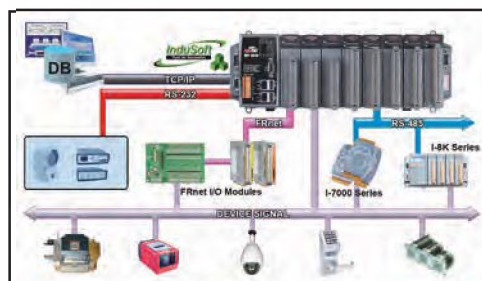 InduSoft
DB
TCP/IP
RS-232
FRnet
RS-485
I-8K Series
FRnet I/O Modules
I-7000 Series
DEVICE SIGNAL